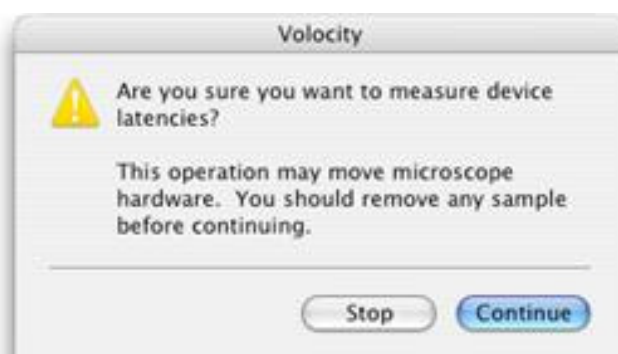 Volocity
Are you sure you want to measure device
latencies?
This operation may move microscope
hardware.  You should remove any sample
before continuing.
Stop
Continue